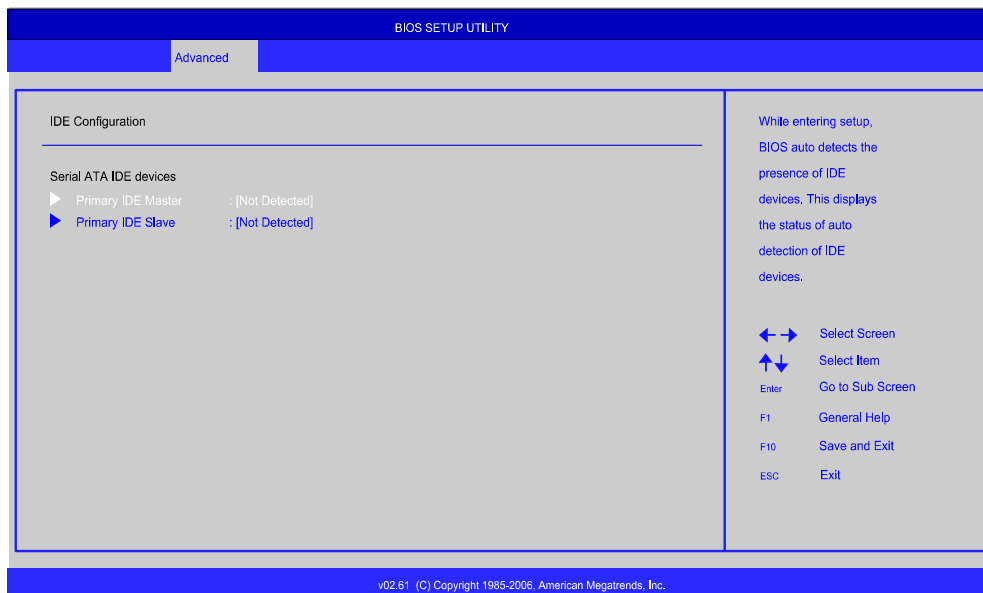 BIOS SETUP UTILITY
Advanced
IDE Configuration
Serial ATA IDE devices
Primary IDE Master : [Not Detected]
Primary IDE Slave : [Not Detected]
While entering setup,
BIOS auto detects the
presence of IDE
devices. This displays
the status of auto
detection of IDE
devices.
Select Screen
Select Item
Enter Go to Sub Screen
F1 General Help
F10 Save and Exit
ESC Exit
v02.61 (C) Copyright 1985-2006, American Megatrends, Inc.